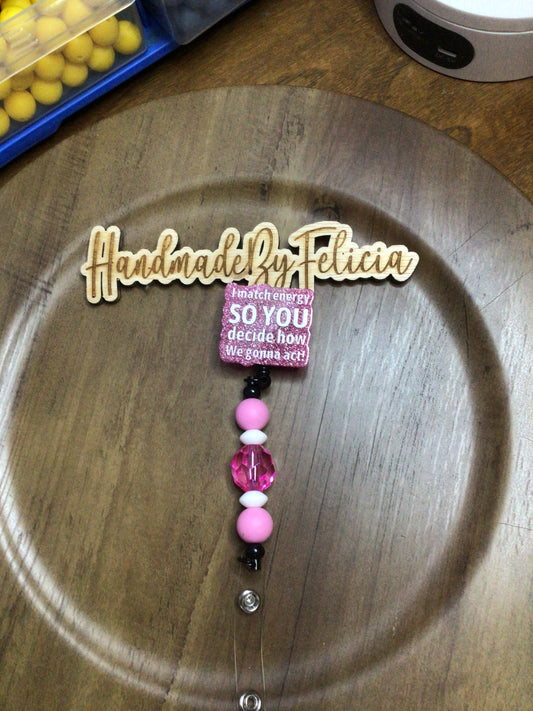 HandmadeByFelicia
I match energy
SO YOU
decide how
We gonna act!